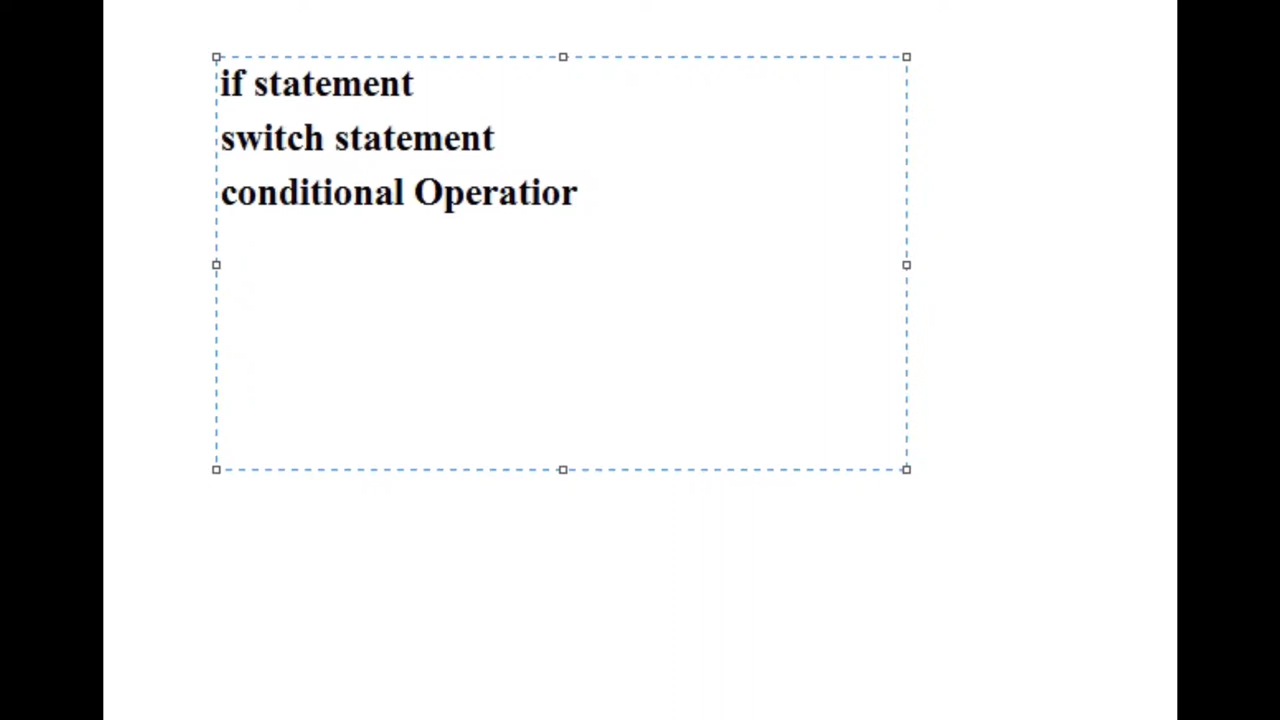 if statement
switch statement
conditional Operatior